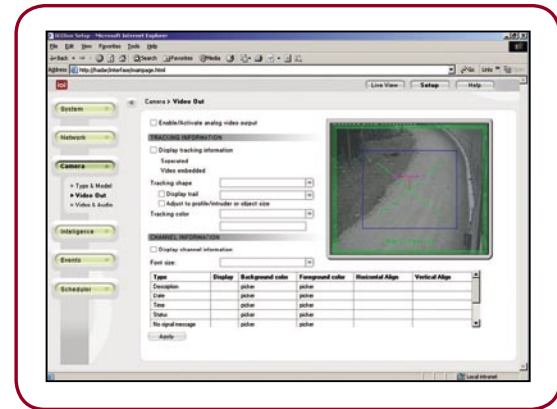 IOIBox Setup - Microsoft Internet Explorer
File Edit View Favorites Tools Help
Back Search Favorites Media
Address http://hadar/interface/mainpage.html Go Links
ioi Live View Setup Help
System
Network
Camera
Type & Model
Video Out
Video & Audio
Inteligence
Events
Scheduler
Camera > Video Out
Enable/Activate analog video output
TRACKING INFORMATION
Display tracking information
Separated
Video embedded
Tracking shape
Display trail
Adjust to profile/intruder or object size
Tracking color
CHANNEL INFORMATION
Display channel information
Font size:
Type Display Background color Foreground color Horizontal Align Vertical Align
Description picker picker
Date picker picker
Time picker picker
Status picker picker
No signal message picker picker
Apply
Local intranet